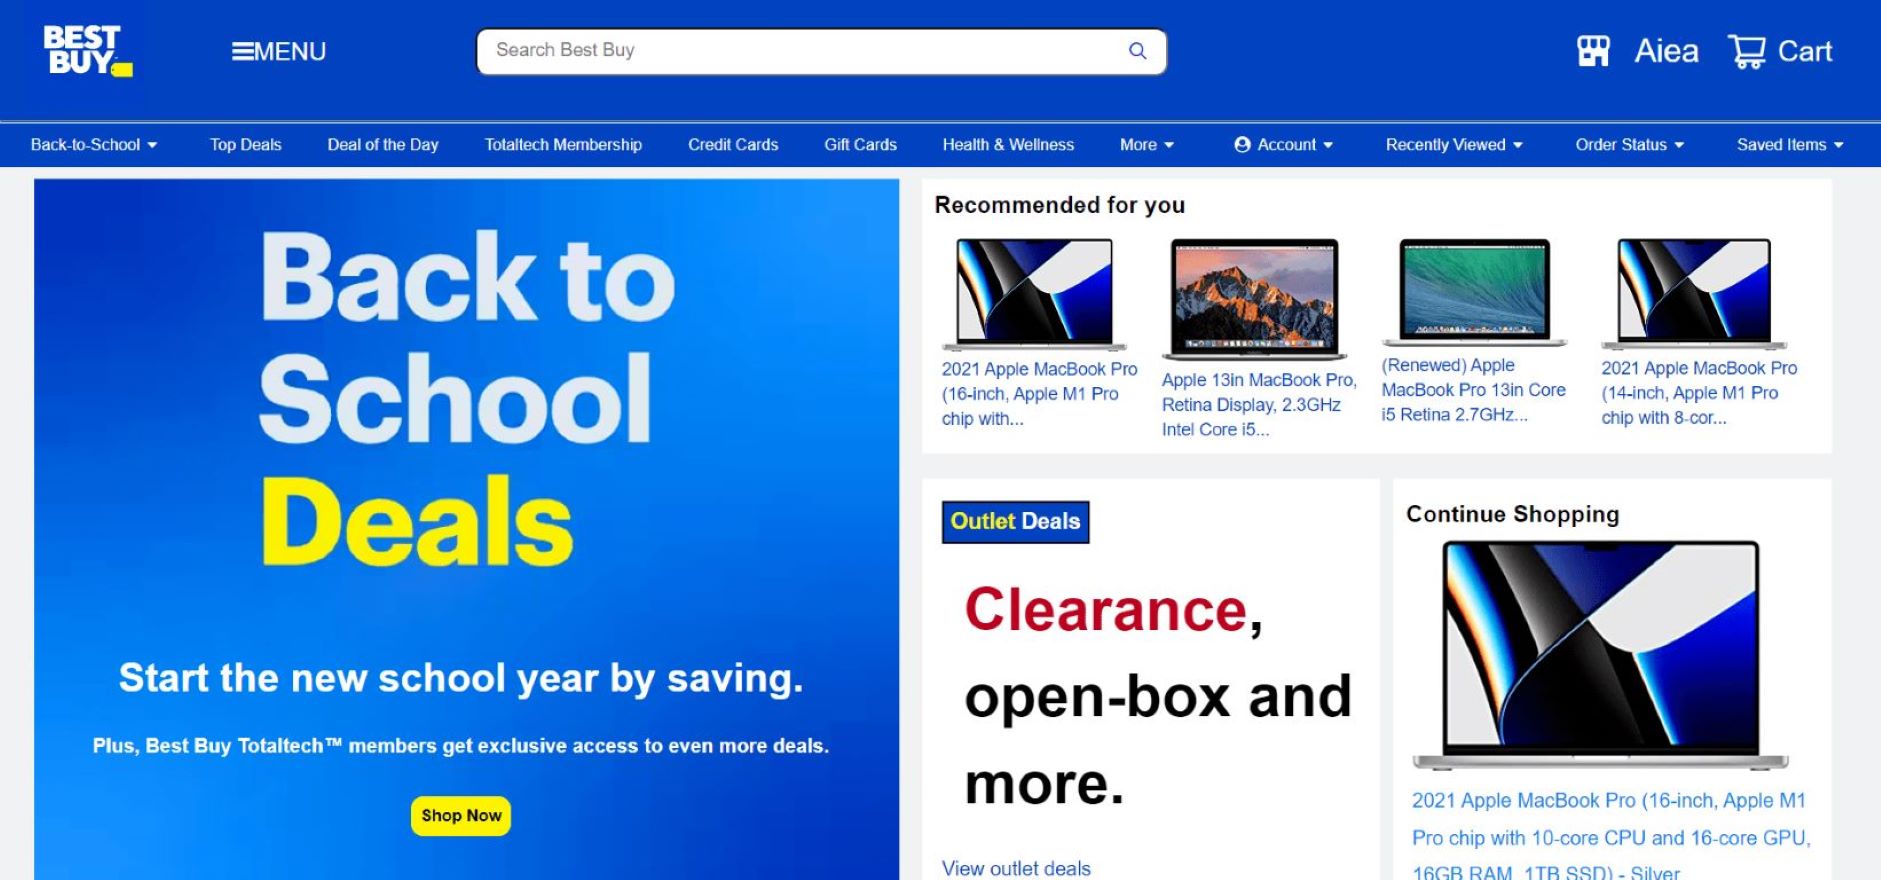 BEST
BUY
MENU
Search Best Buy
Aiea
Cart
Back-to-School
Top Deals
Deal of the Day
Totaltech Membership
Credit Cards
Gift Cards
Health & Wellness
More
Account
Recently Viewed
Order Status
Saved Items
Back to
School
Deals
Start the new school year by saving.
Plus, Best Buy Totaltech™ members get exclusive access to even more deals.
Shop Now
Recommended for you
2021 Apple MacBook Pro
(16-inch, Apple M1 Pro
chip with...
Apple 13in MacBook Pro,
Retina Display, 2.3GHz
Intel Core i5...
(Renewed) Apple
MacBook Pro 13in Core
i5 Retina 2.7GHz...
2021 Apple MacBook Pro
(14-inch, Apple M1 Pro
chip with 8-cor...
Outlet Deals
Clearance,
open-box and
more.
View outlet deals
Continue Shopping
2021 Apple MacBook Pro (16-inch, Apple M1
Pro chip with 10-core CPU and 16-core GPU,
16GB RAM, 1TB SSD) - Silver